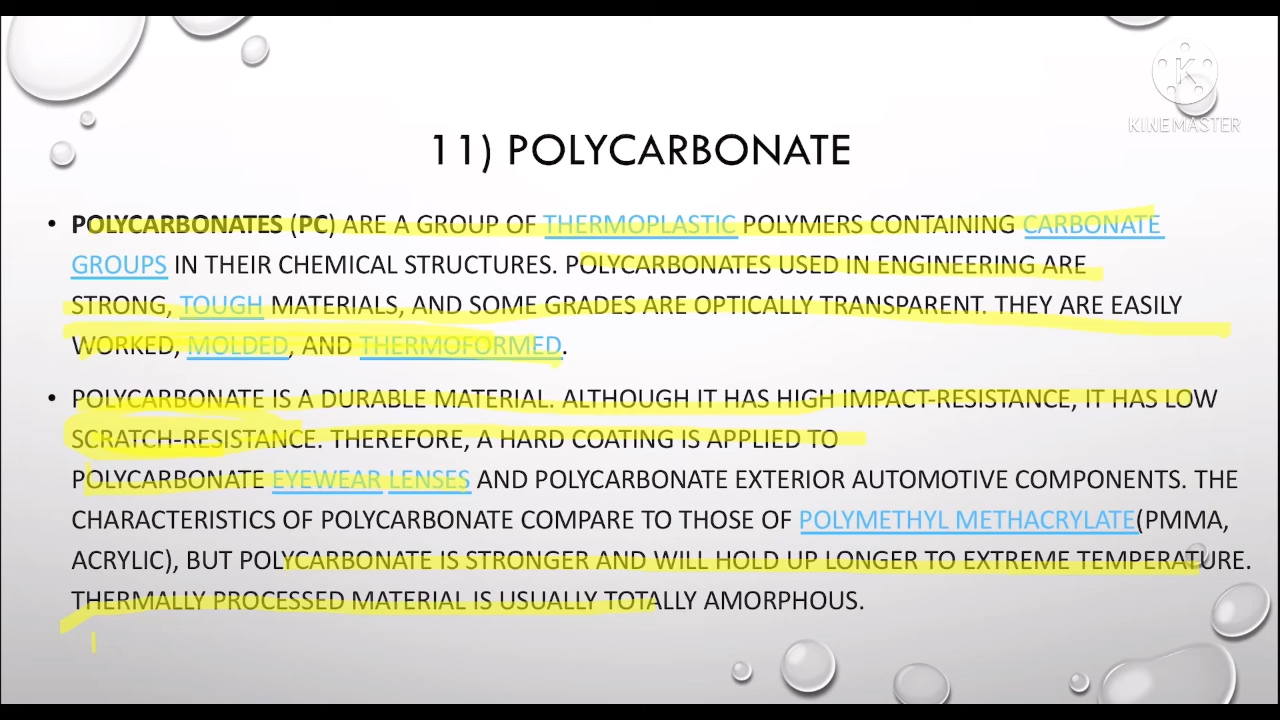 K
KINEMASTER
11) POLYCARBONATE
• POLYCARBONATES (PC) ARE A GROUP OF THERMOPLASTIC POLYMERS CONTAINING CARBONATE
GROUPS IN THEIR CHEMICAL STRUCTURES. POLYCARBONATES USED IN ENGINEERING ARE
STRONG, TOUGH MATERIALS, AND SOME GRADES ARE OPTICALLY TRANSPARENT. THEY ARE EASILY
WORKED, MOLDED, AND THERMOFORMED.
• POLYCARBONATE IS A DURABLE MATERIAL. ALTHOUGH IT HAS HIGH IMPACT-RESISTANCE, IT HAS LOW
SCRATCH-RESISTANCE. THEREFORE, A HARD COATING IS APPLIED TO
POLYCARBONATE EYEWEAR LENSES AND POLYCARBONATE EXTERIOR AUTOMOTIVE COMPONENTS. THE
CHARACTERISTICS OF POLYCARBONATE COMPARE TO THOSE OF POLYMETHYL METHACRYLATE(PMMA,
ACRYLIC), BUT POLYCARBONATE IS STRONGER AND WILL HOLD UP LONGER TO EXTREME TEMPERATURE.
THERMALLY PROCESSED MATERIAL IS USUALLY TOTALLY AMORPHOUS.